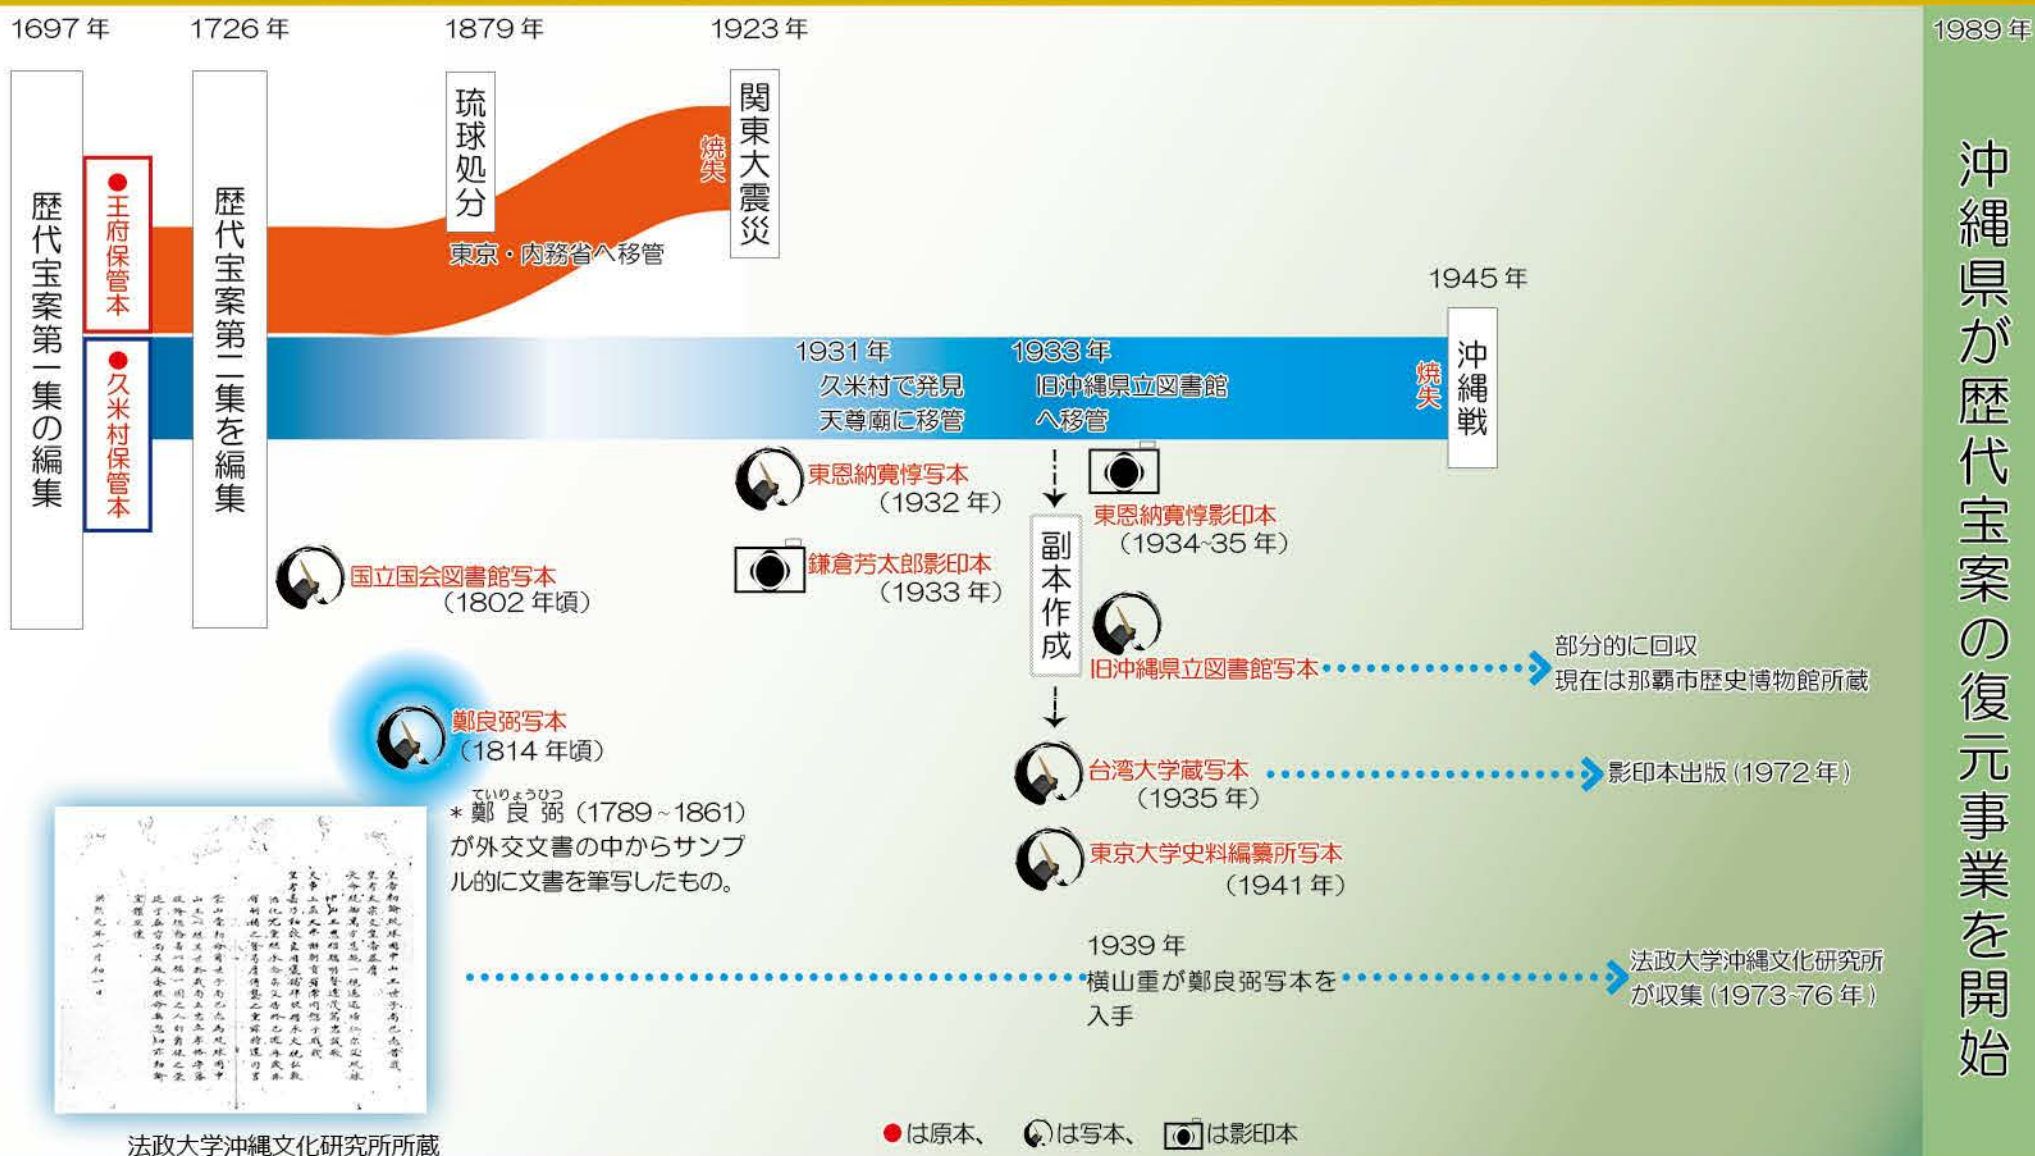 1697年
1726年
1879年
1923年
1989年
歴代宝案第一集の編集
●王府保管本
●久米村保管本
歴代宝案第二集を編集
琉球処分
東京・内務省へ移管
焼失
関東大震災
1931年
久米村で発見
天尊廟に移管
1933年
旧沖縄県立図書館
へ移管
1945年
焼失
沖縄戦
国立国会図書館写本
（1802年頃）
東恩納寛惇写本
（1932年）
鎌倉芳太郎影印本
（1933年）
副本作成
東恩納寛惇影印本
（1934~35年）
旧沖縄県立図書館写本
部分的に回収
現在は那覇市歴史博物館所蔵
鄭良弼写本
（1814年頃）
ていりょうひつ
＊鄭良弼（1789~1861）
が外交文書の中からサンプ
ル的に文書を筆写したもの。
台湾大学蔵写本
（1935年）
影印本出版（1972年）
東京大学史料編纂所写本
（1941年）
1939年
横山重が鄭良弼写本を
入手
法政大学沖縄文化研究所
が収集（1973~76年）
法政大学沖縄文化研究所所蔵
●は原本、
は写本、
は影印本
沖縄県が歴代宝案の復元事業を開始